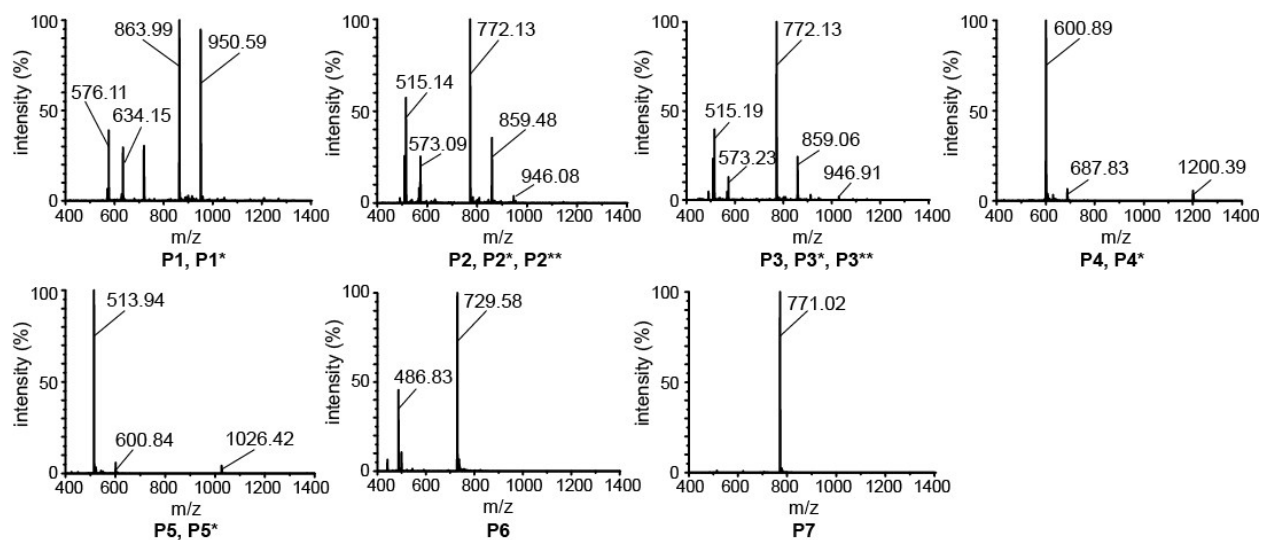 100
50
0
intensity (%)
863.99
950.59
576.11
634.15
400 600 800 1000 1200 1400
m/z
P1, P1*
100
50
0
intensity (%)
772.13
515.14
859.48
573.09
946.08
400 600 800 1000 1200 1400
m/z
P2, P2*, P2**
100
50
0
intensity (%)
772.13
515.19
859.06
573.23
946.91
400 600 800 1000 1200 1400
m/z
P3, P3*, P3**
100
50
0
intensity (%)
600.89
1200.39
687.83
400 600 800 1000 1200 1400
m/z
P4, P4*
100
50
0
intensity (%)
513.94
600.84
1026.42
400 600 800 1000 1200 1400
m/z
P5, P5*
100
50
0
intensity (%)
729.58
486.83
400 600 800 1000 1200 1400
m/z
P6
100
50
0
intensity (%)
771.02
400 600 800 1000 1200 1400
m/z
P7